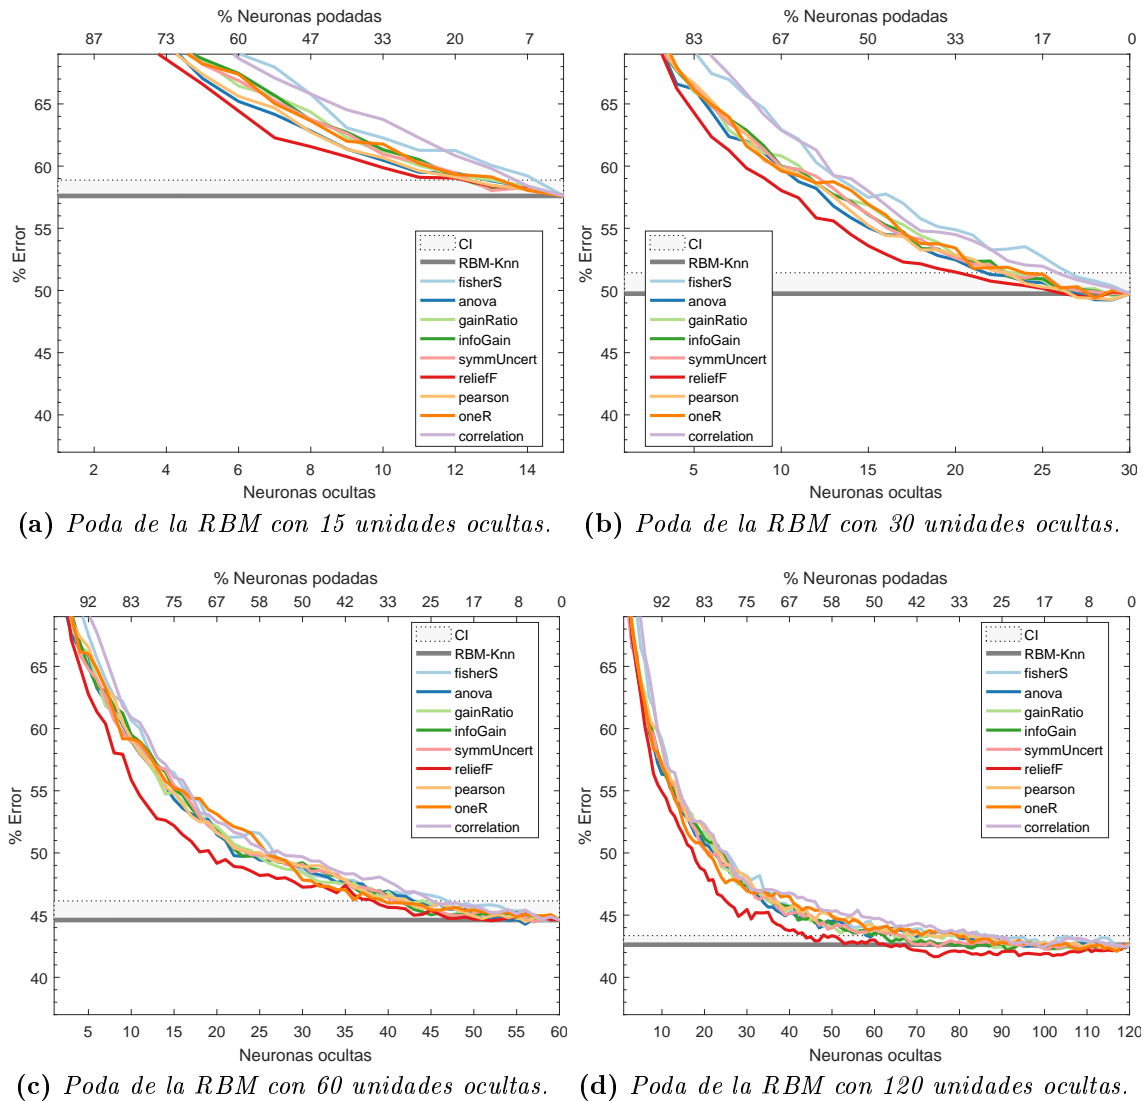 % Neuronas podadas
87 73 60 47 33 20 7
65
60
55
50
45
40
% Error
CI
RBM-Knn
fisherS
anova
gainRatio
infoGain
symmUncert
reliefF
pearson
oneR
correlation
2 4 6 8 10 12 14
Neuronas ocultas
(a) Poda de la RBM con 15 unidades ocultas.
% Neuronas podadas
83 67 50 33 17 0
65
60
55
50
45
40
% Error
CI
RBM-Knn
fisherS
anova
gainRatio
infoGain
symmUncert
reliefF
pearson
oneR
correlation
5 10 15 20 25 30
Neuronas ocultas
(b) Poda de la RBM con 30 unidades ocultas.
% Neuronas podadas
92 83 75 67 58 50 42 33 25 17 8 0
65
60
55
50
45
40
% Error
CI
RBM-Knn
fisherS
anova
gainRatio
infoGain
symmUncert
reliefF
pearson
oneR
correlation
5 10 15 20 25 30 35 40 45 50 55 60
Neuronas ocultas
(c) Poda de la RBM con 60 unidades ocultas.
% Neuronas podadas
92 83 75 67 58 50 42 33 25 17 8 0
65
60
55
50
45
40
% Error
CI
RBM-Knn
fisherS
anova
gainRatio
infoGain
symmUncert
reliefF
pearson
oneR
correlation
10 20 30 40 50 60 70 80 90 100 110 120
Neuronas ocultas
(d) Poda de la RBM con 120 unidades ocultas.